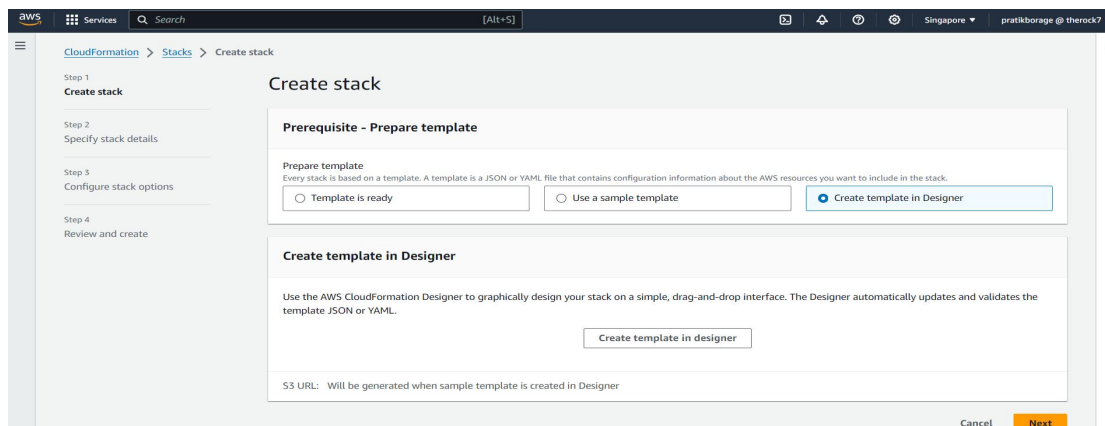 aws Services Search [Alt+S] Singapore ▼ pratikborage @ therock7
CloudFormation > Stacks > Create stack
Step 1
Create stack
Step 2
Specify stack details
Step 3
Configure stack options
Step 4
Review and create
Create stack
Prerequisite - Prepare template
Prepare template
Every stack is based on a template. A template is a JSON or YAML file that contains configuration information about the AWS resources you want to include in the stack.
Template is ready
Use a sample template
Create template in Designer
Create template in Designer
Use the AWS CloudFormation Designer to graphically design your stack on a simple, drag-and-drop interface. The Designer automatically updates and validates the
template JSON or YAML.
Create template in designer
S3 URL: Will be generated when sample template is created in Designer
Cancel Next